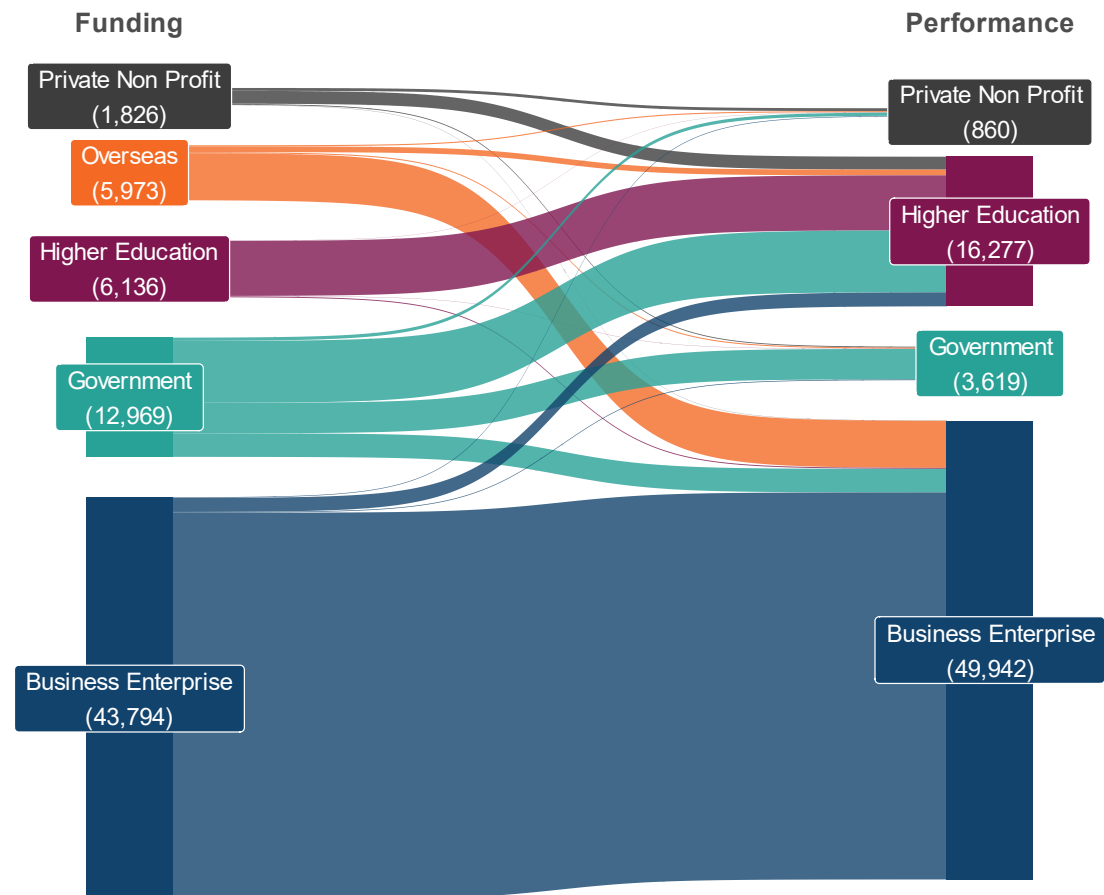 Funding
Performance
Private Non Profit
(1,826)
Overseas
(5,973)
Higher Education
(6,136)
Government
(12,969)
Business Enterprise
(43,794)
Private Non Profit
(860)
Higher Education
(16,277)
Government
(3,619)
Business Enterprise
(49,942)